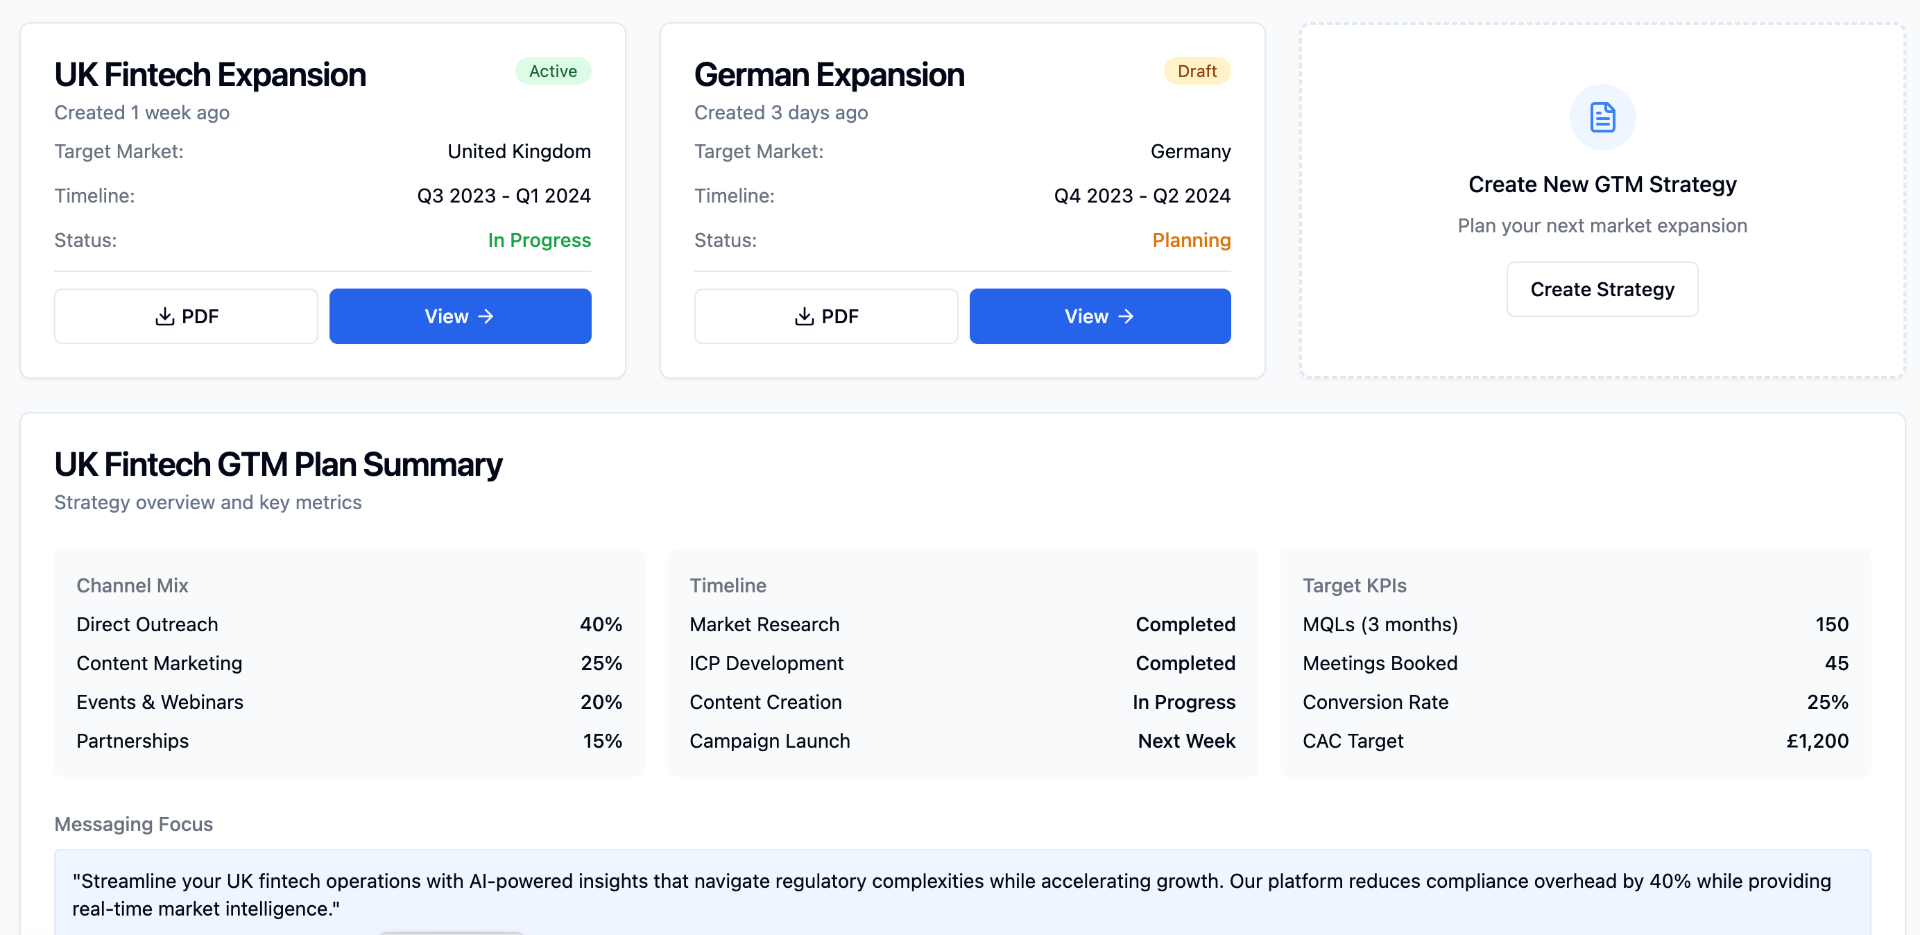 UK Fintech Expansion
Active
Created 1 week ago
Target Market: United Kingdom
Timeline: Q3 2023 - Q1 2024
Status: In Progress
PDF
View →
German Expansion
Draft
Created 3 days ago
Target Market: Germany
Timeline: Q4 2023 - Q2 2024
Status: Planning
PDF
View →
Create New GTM Strategy
Plan your next market expansion
Create Strategy
UK Fintech GTM Plan Summary
Strategy overview and key metrics
Channel Mix
Direct Outreach 40%
Content Marketing 25%
Events & Webinars 20%
Partnerships 15%
Timeline
Market Research Completed
ICP Development Completed
Content Creation In Progress
Campaign Launch Next Week
Target KPIs
MQLs (3 months) 150
Meetings Booked 45
Conversion Rate 25%
CAC Target £1,200
Messaging Focus
"Streamline your UK fintech operations with AI-powered insights that navigate regulatory complexities while accelerating growth. Our platform reduces compliance overhead by 40% while providing
real-time market intelligence."